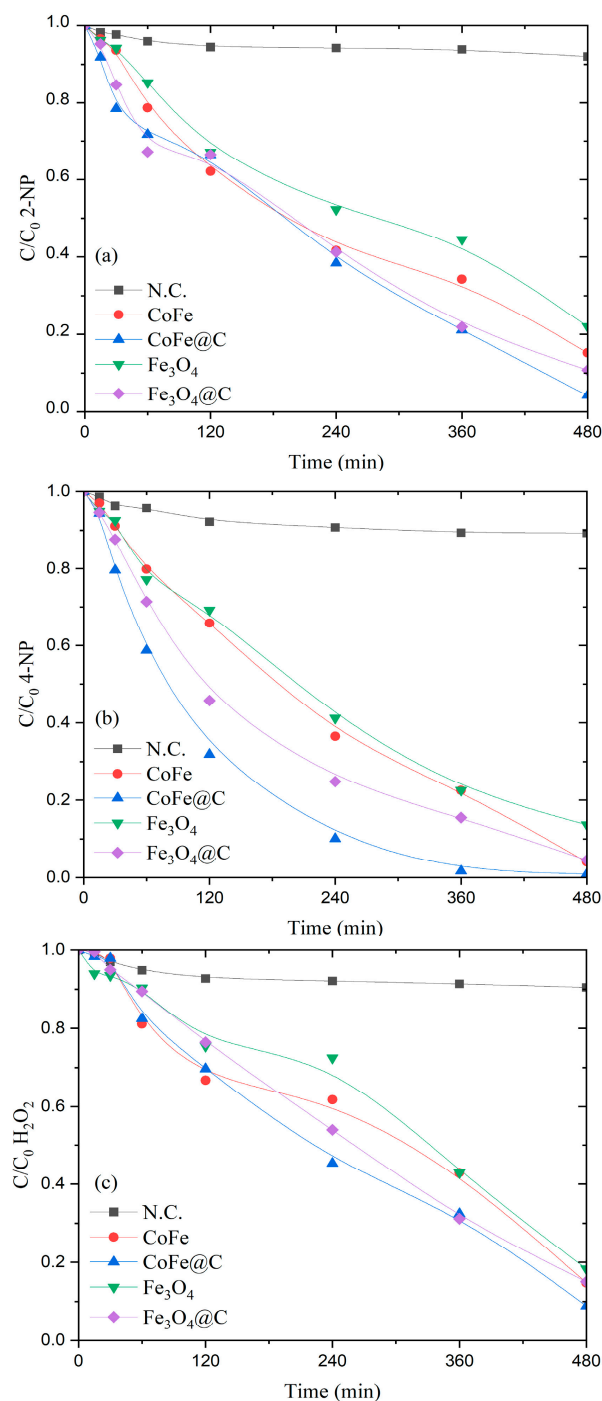 1.0
0.8
0.6
0.4
0.2
0.0
C/C₀ 2-NP
(a)
N.C.
CoFe
CoFe@C
Fe₃O₄
Fe₃O₄@C
0 120 240 360 480
Time (min)
1.0
0.8
0.6
0.4
0.2
0.0
C/C₀ 4-NP
(b)
N.C.
CoFe
CoFe@C
Fe₃O₄
Fe₃O₄@C
0 120 240 360 480
Time (min)
1.0
0.8
0.6
0.4
0.2
0.0
C/C₀ H₂O₂
(c)
N.C.
CoFe
CoFe@C
Fe₃O₄
Fe₃O₄@C
0 120 240 360 480
Time (min)